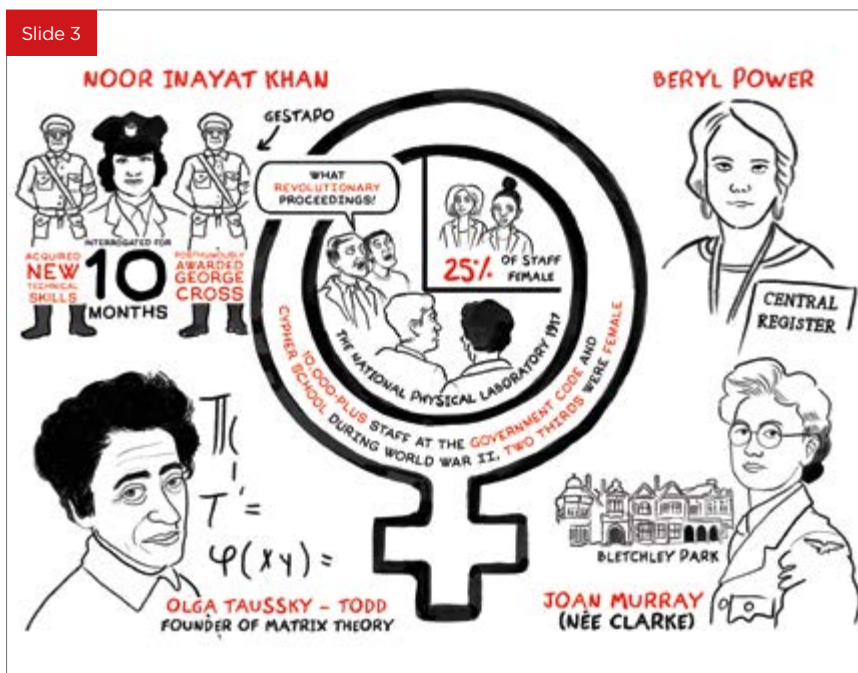 Slide 3
NOOR INAYAT KHAN
GESTAPO
ACQUIRED
NEW
TECHNICAL
SKILLS
INTERROGATED FOR
10
MONTHS
POSTHUMOUSLY
AWARDED
GEORGE
CROSS
WHAT
REVOLUTIONARY
PROCEEDINGS!
25%
OF STAFF
FEMALE
THE NATIONAL PHYSICAL LABORATORY 1917
10,000-PLUS STAFF AT THE GOVERNMENT CODE AND
CYPHER SCHOOL DURING WORLD WAR II, TWO THIRDS WERE FEMALE
BERYL POWER
CENTRAL
REGISTER
T' =
φ(xy) =
OLGA TAUSSKY – TODD
FOUNDER OF MATRIX THEORY
BLETCHLEY PARK
JOAN MURRAY
(NÉE CLARKE)